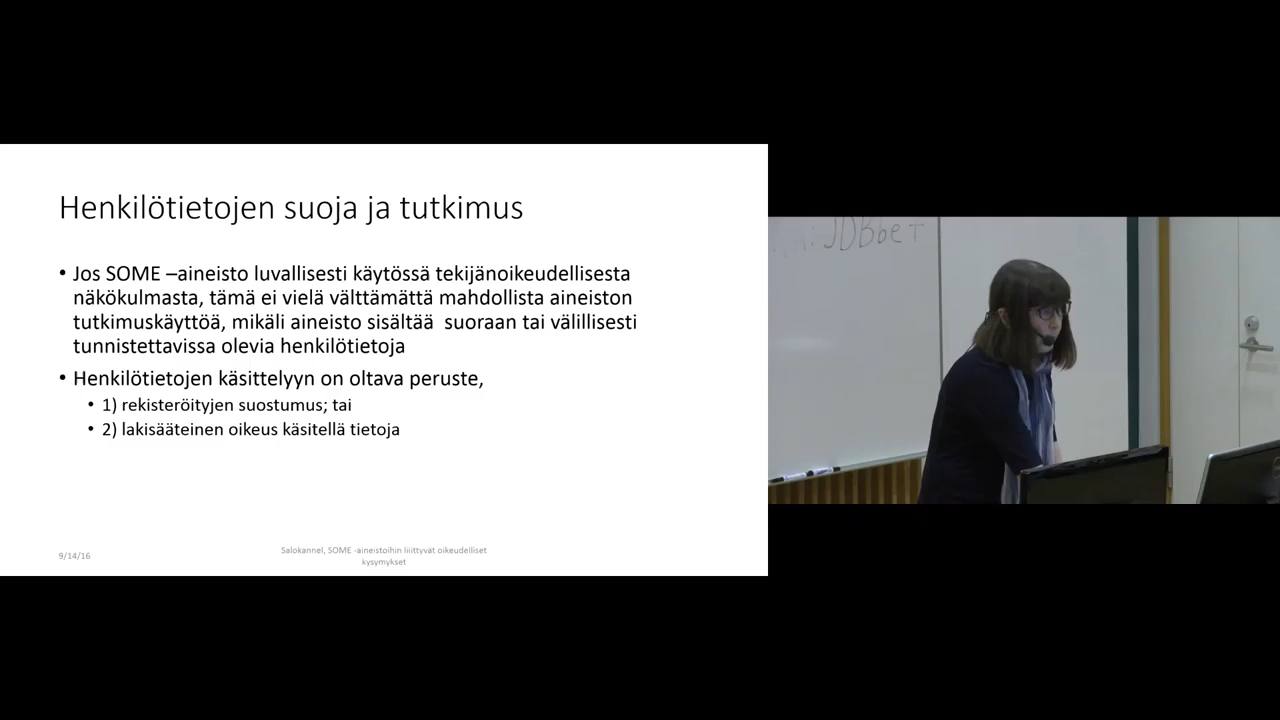 Henkilötietojen suoja ja tutkimus
• Jos SOME –aineisto luvallisesti käytössä tekijänoikeudellisesta
näkökulmasta, tämä ei vielä välttämättä mahdollista aineiston
tutkimuskäyttöä, mikäli aineisto sisältää  suoraan tai välillisesti
tunnistettavissa olevia henkilötietoja
• Henkilötietojen käsittelyyn on oltava peruste,
• 1) rekisteröityjen suostumus; tai
• 2) lakisääteinen oikeus käsitellä tietoja
9/14/16
Salokannel, SOME -aineistoihin liiittyvät oikeudelliset
kysymykset